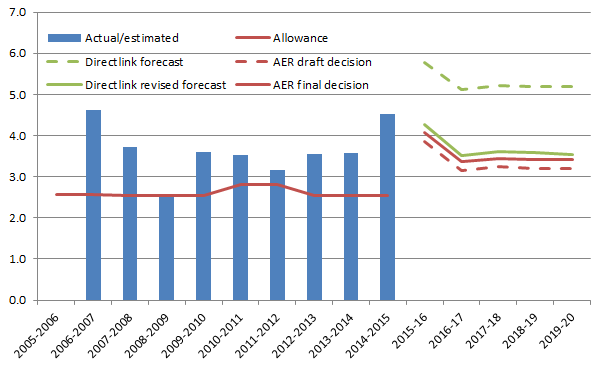 7.0
Actual/estimated Allowance
6.0
Directlink forecast AER draft decision
Directlink revised forecast AER final decision
5.0
4.0
3.0
2.0
1.0
0.0
2005-2006 2006-2007 2007-2008 2008-2009 2009-2010 2010-2011 2011-2012 2012-2013 2013-2014 2014-2015 2015-16 2016-17 2017-18 2018-19 2019-20